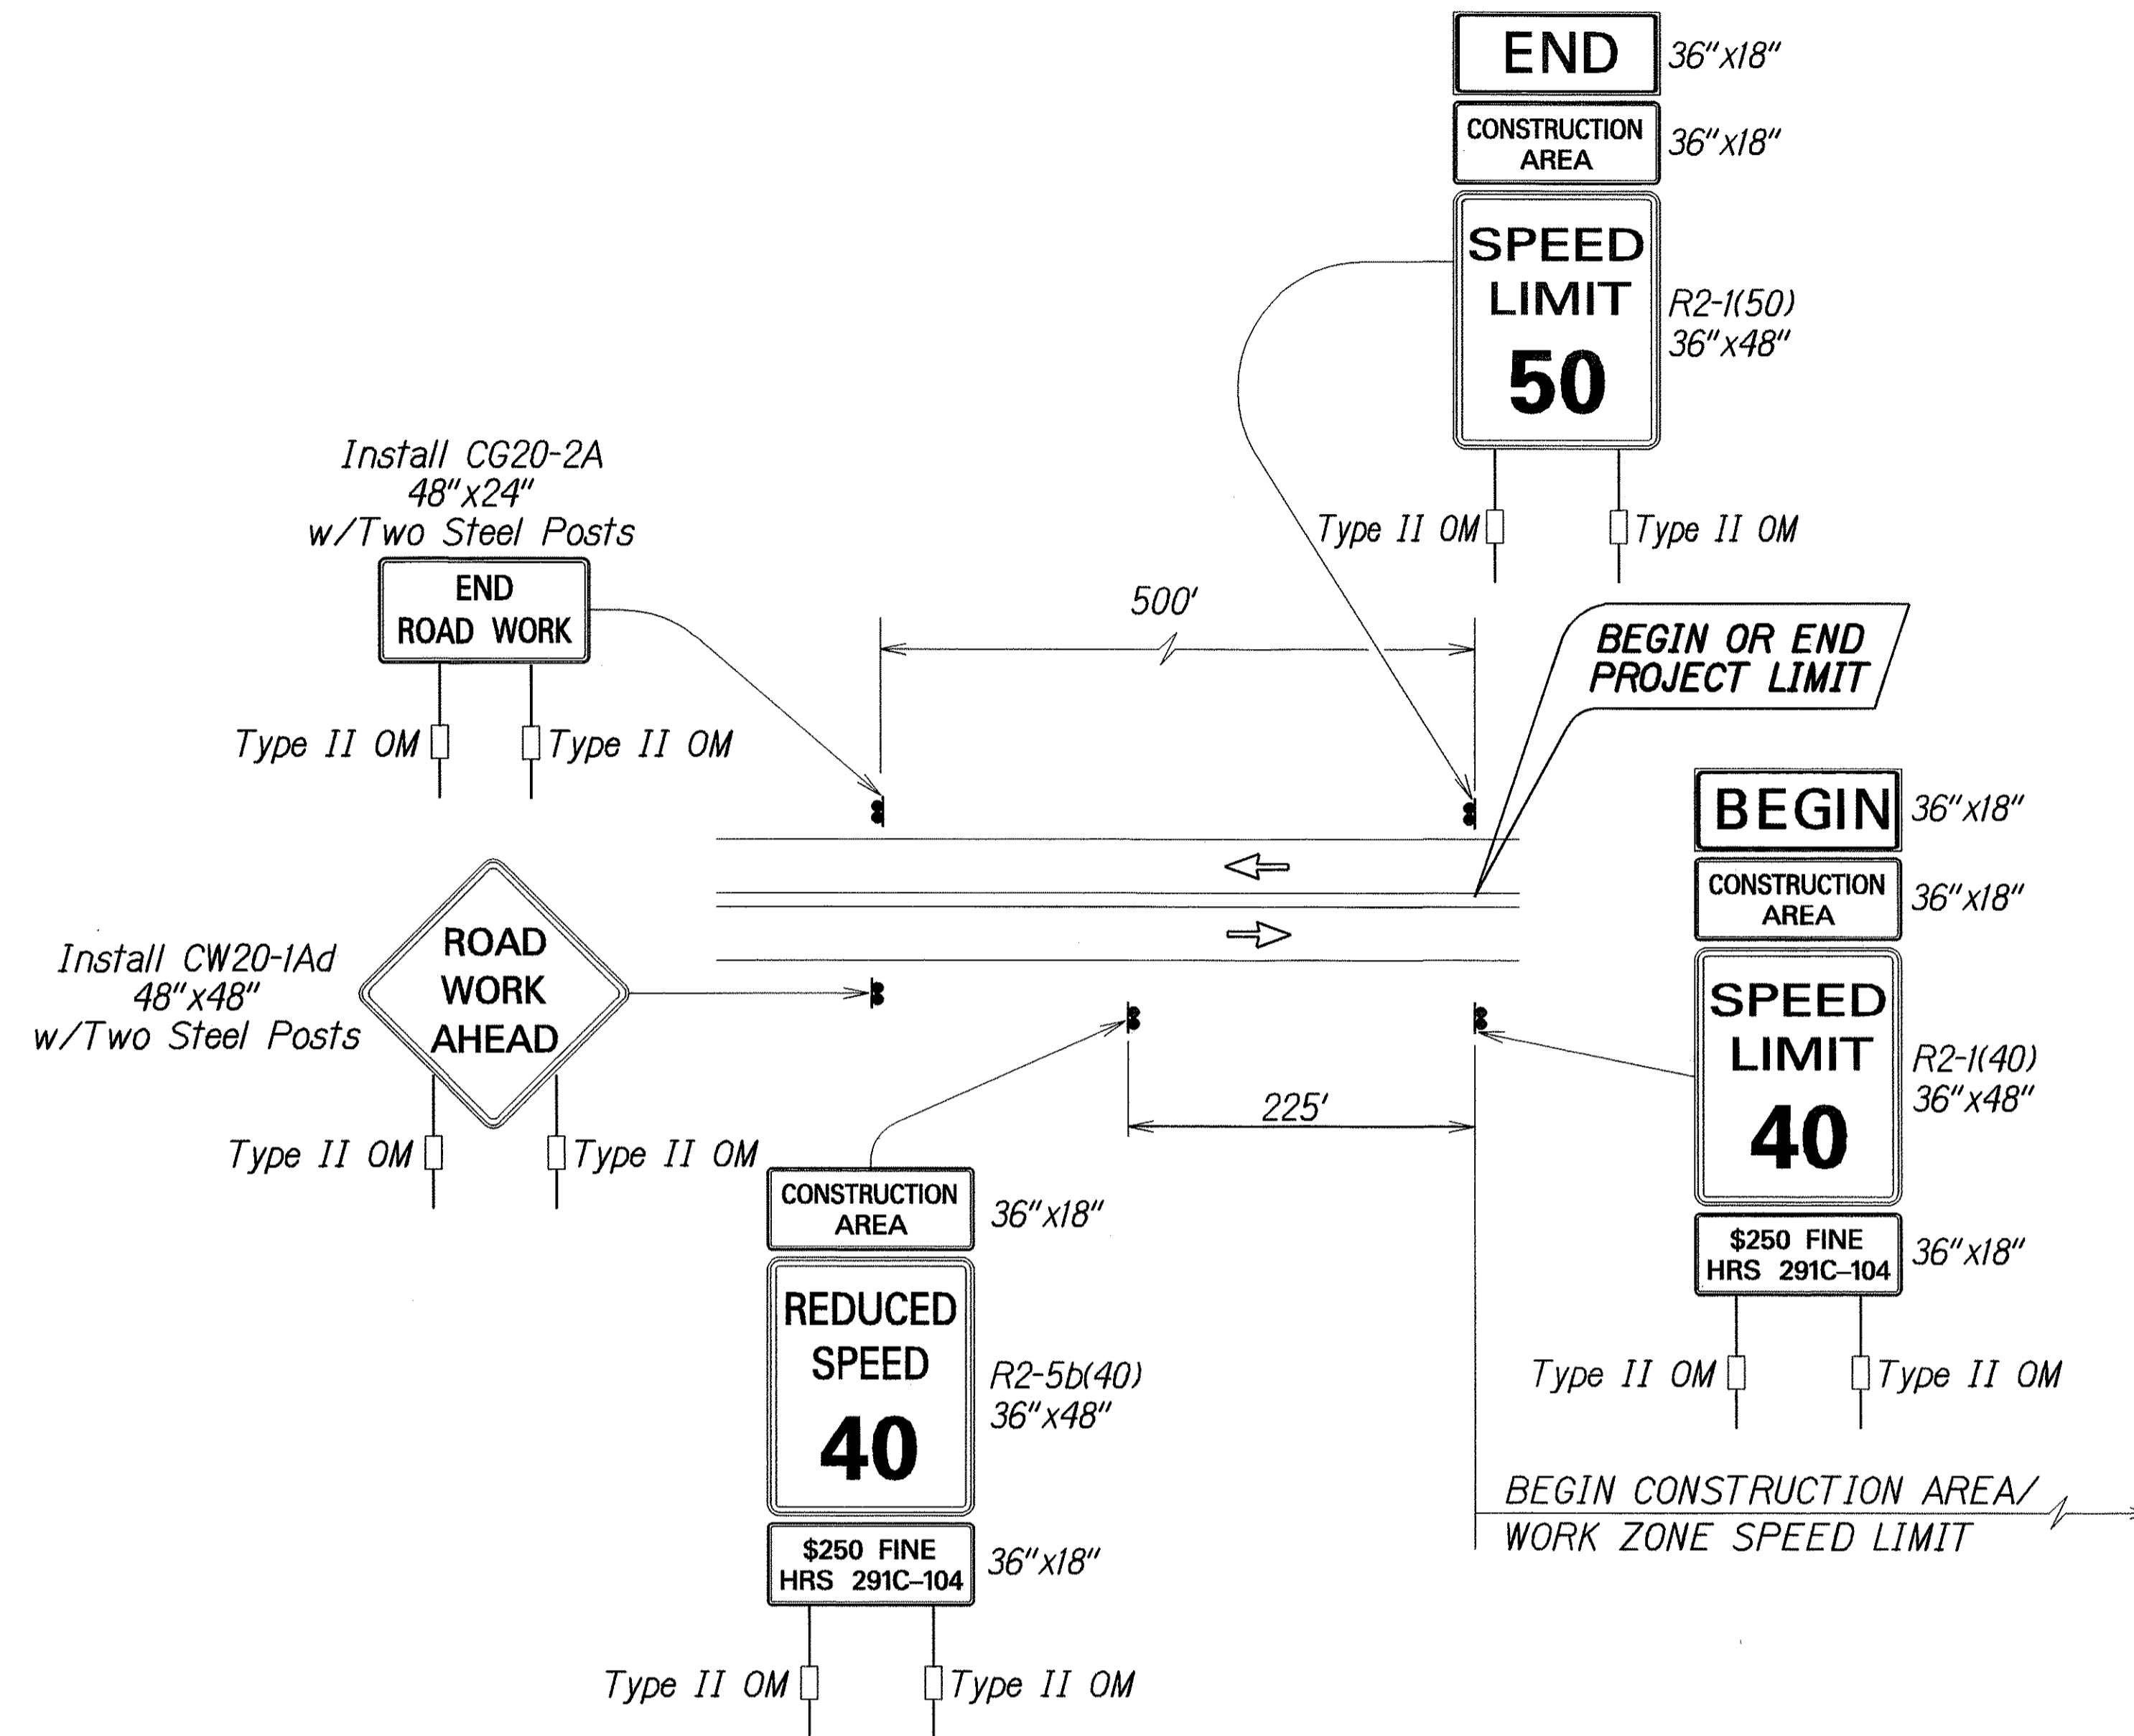 END
36"x18"
CONSTRUCTION
AREA
36"x18"
SPEED
LIMIT
50
R2-1(50)
36"x48"
Type II OM
Type II OM
Install CG20-2A
48"x24"
w/Two Steel Posts
END
ROAD WORK
Type II OM
Type II OM
500'
BEGIN OR END
PROJECT LIMIT
BEGIN
36"x18"
CONSTRUCTION
AREA
36"x18"
SPEED
LIMIT
40
R2-1(40)
36"x48"
$250 FINE
HRS 291C-104
36"x18"
Type II OM
Type II OM
Install CW20-1Ad
48"x48"
w/Two Steel Posts
ROAD
WORK
AHEAD
Type II OM
Type II OM
225'
CONSTRUCTION
AREA
36"x18"
REDUCED
SPEED
40
R2-5b(40)
36"x48"
$250 FINE
HRS 291C-104
36"x18"
Type II OM
Type II OM
BEGIN CONSTRUCTION AREA/
WORK ZONE SPEED LIMIT